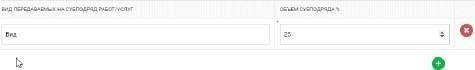 ВИД ПЕРЕДАВАЕМЫХ НА СУБПОДРЯД РАБОТ/УСЛУГ
ОБЪЕМ СУБПОДРЯДА %
*
Вид
25